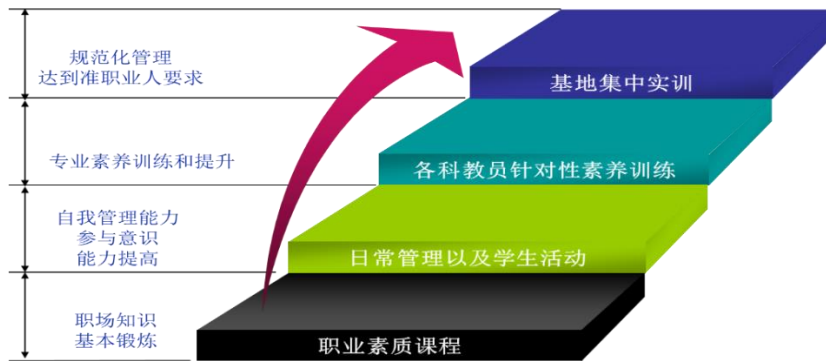 规范化管理
达到准职业人要求
基地集中实训
专业素养训练和提升
各科教员针对性素养训练
自我管理能力
参与意识
能力提高
日常管理以及学生活动
职场知识
基本锻炼
职业素质课程